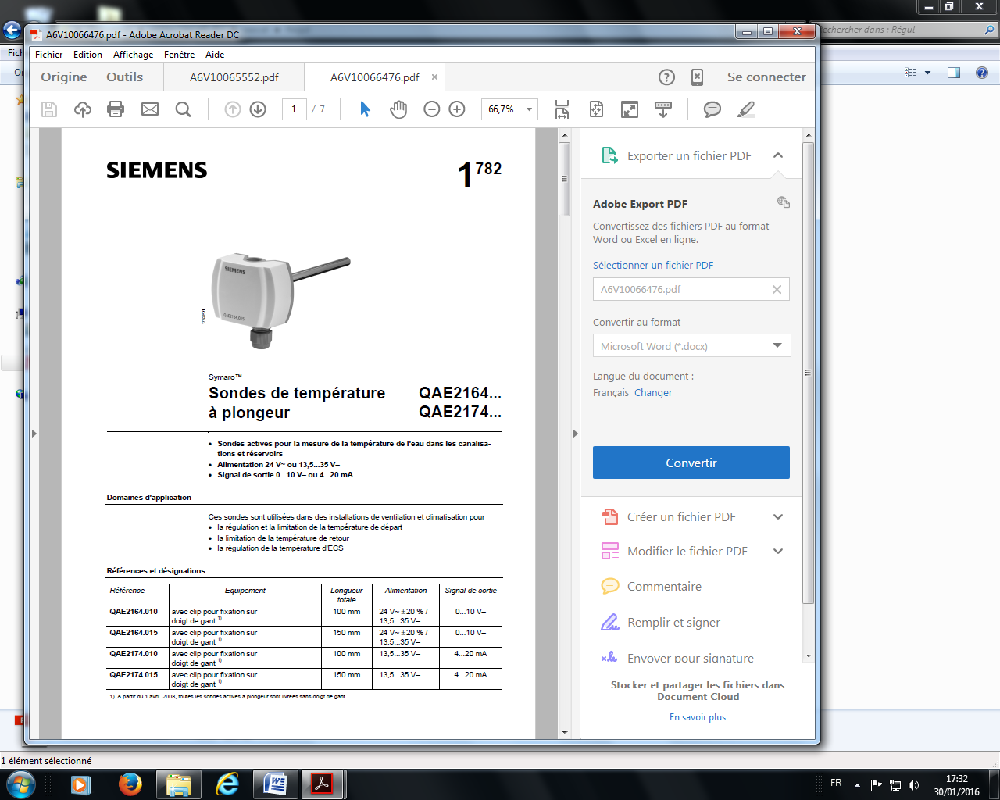 A6V10066476.pdf - Adobe Acrobat Reader DC
echercher dans : Régul
Fich
Fichier Edition Affichage Fenêtre Aide
Or
Origine Outils A6V10065552.pdf A6V10066476.pdf Se connecter
1 / 7 66,7%
SIEMENS 1 782
SIEMENS
QAE2164.015
1782P01
Symaro™
Sondes de température QAE2164...
à plongeur QAE2174...
• Sondes actives pour la mesure de la température de l'eau dans les canalisa-
tions et réservoirs
• Alimentation 24 V~ ou 13,5...35 V–
• Signal de sortie 0...10 V– ou 4...20 mA
Domaines d'application
Ces sondes sont utilisées dans des installations de ventilation et climatisation pour
• la régulation et la limitation de la température de départ
• la limitation de la température de retour
• la régulation de la température d'ECS
Références et désignations
Référence Equipement Longueur totale Alimentation Signal de sortie
QAE2164.010 avec clip pour fixation sur 100 mm 24 V~ ±20 % / 0...10 V–
doigt de gant 1) 13,5...35 V–
QAE2164.015 avec clip pour fixation sur 150 mm 24 V~ ±20 % / 0...10 V–
doigt de gant 1) 13,5...35 V–
QAE2174.010 avec clip pour fixation sur 100 mm 13,5...35 V– 4...20 mA
doigt de gant 1)
QAE2174.015 avec clip pour fixation sur 150 mm 13,5...35 V– 4...20 mA
doigt de gant 1)
1) A partir du 1 avril 2008, toutes les sondes actives à plongeur sont livrées sans doigt de gant.
Exporter un fichier PDF
Adobe Export PDF
Convertissez des fichiers PDF au format
Word ou Excel en ligne.
Sélectionner un fichier PDF
A6V10066476.pdf
Convertir au format
Microsoft Word (*.docx)
Langue du document :
Français Changer
Convertir
Créer un fichier PDF
Modifier le fichier PDF
Commentaire
Remplir et signer
Envoyer pour signature
Stocker et partager les fichiers dans
Document Cloud
En savoir plus
1 élément sélectionné
FR 17:32
30/01/2016